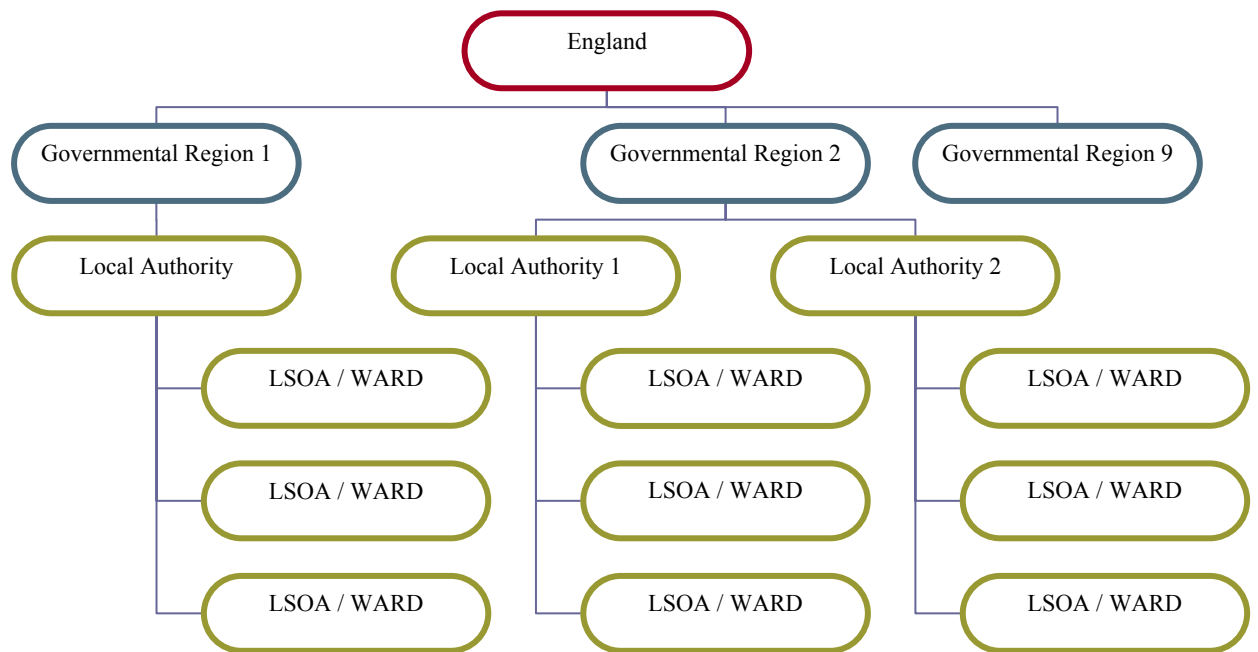 England
Governmental Region 1
Governmental Region 2
Governmental Region 9
Local Authority
Local Authority 1
Local Authority 2
LSOA / WARD
LSOA / WARD
LSOA / WARD
LSOA / WARD
LSOA / WARD
LSOA / WARD
LSOA / WARD
LSOA / WARD
LSOA / WARD